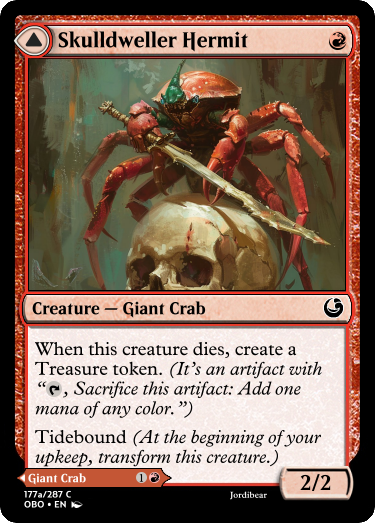 Skulldweller Hermit
Creature — Giant Crab
When this creature dies, create a
Treasure token. (It's an artifact with
“, Sacrifice this artifact: Add one
mana of any color.”)
Tidebound (At the beginning of your
upkeep, transform this creature.)
Giant Crab 1
2/2
177a/287 C
OBO • EN
Jordibear